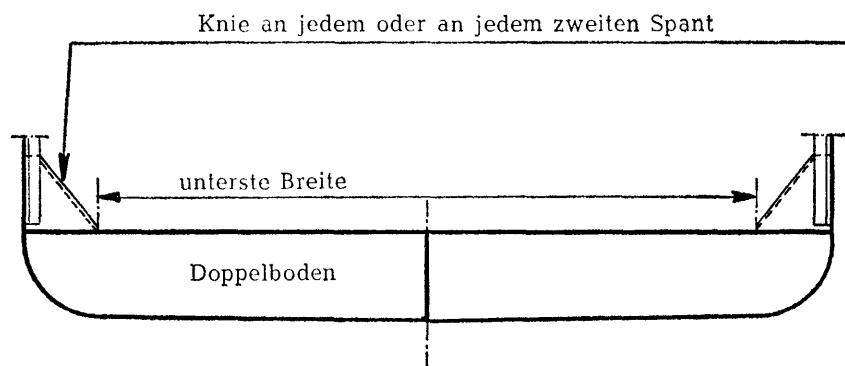 Knie an jedem oder an jedem zweiten Spant
unterste Breite
Doppelboden